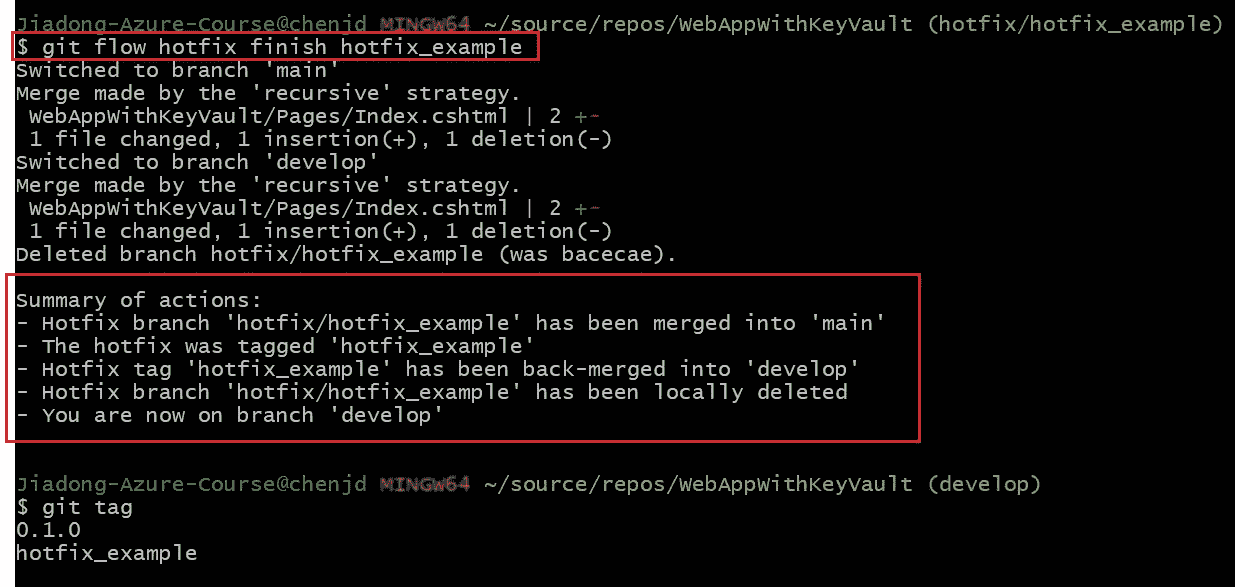 Jiadong-Azure-Course@chenjd MINGW64 ~/source/repos/WebAppWithKeyVault (hotfix/hotfix_example)
$ git flow hotfix finish hotfix_example
Switched to branch 'main'
Merge made by the 'recursive' strategy.
 WebAppWithKeyVault/Pages/Index.cshtml | 2 +-
 1 file changed, 1 insertion(+), 1 deletion(-)
Switched to branch 'develop'
Merge made by the 'recursive' strategy.
 WebAppWithKeyVault/Pages/Index.cshtml | 2 +-
 1 file changed, 1 insertion(+), 1 deletion(-)
Deleted branch hotfix/hotfix_example (was bacecae).
Summary of actions:
- Hotfix branch 'hotfix/hotfix_example' has been merged into 'main'
- The hotfix was tagged 'hotfix_example'
- Hotfix tag 'hotfix_example' has been back-merged into 'develop'
- Hotfix branch 'hotfix/hotfix_example' has been locally deleted
- You are now on branch 'develop'
Jiadong-Azure-Course@chenjd MINGW64 ~/source/repos/WebAppWithKeyVault (develop)
$ git tag
0.1.0
hotfix_example